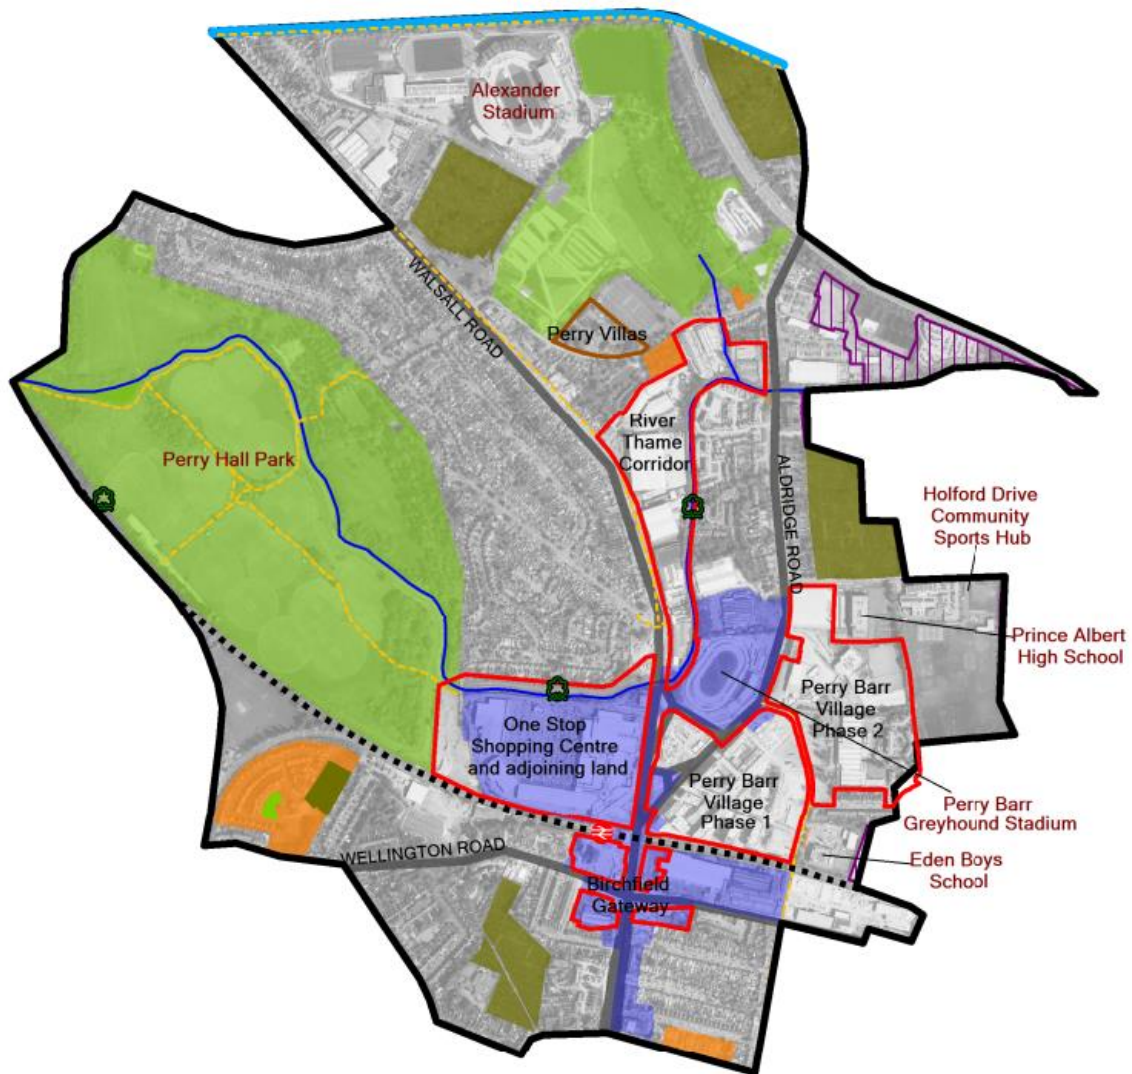 Alexander
Stadium
WALSALL ROAD
Perry Villas
River
Thame
Corridor
Perry Hall Park
ALDRIDGE ROAD
Holford Drive
Community
Sports Hub
Prince Albert
High School
Perry Barr
Village
Phase 2
One Stop
Shopping Centre
and adjoining land
Perry Barr
Village
Phase 1
Perry Barr
Greyhound Stadium
WELLINGTON ROAD
Eden Boys
School
Birchfield
Gateway